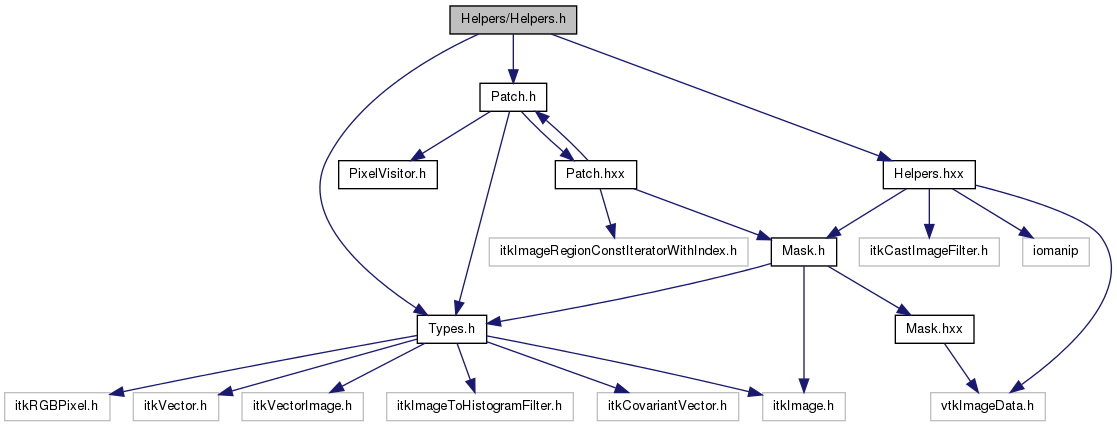 Helpers/Helpers.h
Patch.h
PixelVisitor.h
Patch.hxx
Helpers.hxx
itkImageRegionConstIteratorWithIndex.h
Mask.h
itkCastImageFilter.h
iomanip
Types.h
Mask.hxx
itkRGBPixel.h
itkVector.h
itkVectorImage.h
itkImageToHistogramFilter.h
itkCovariantVector.h
itkImage.h
vtkImageData.h